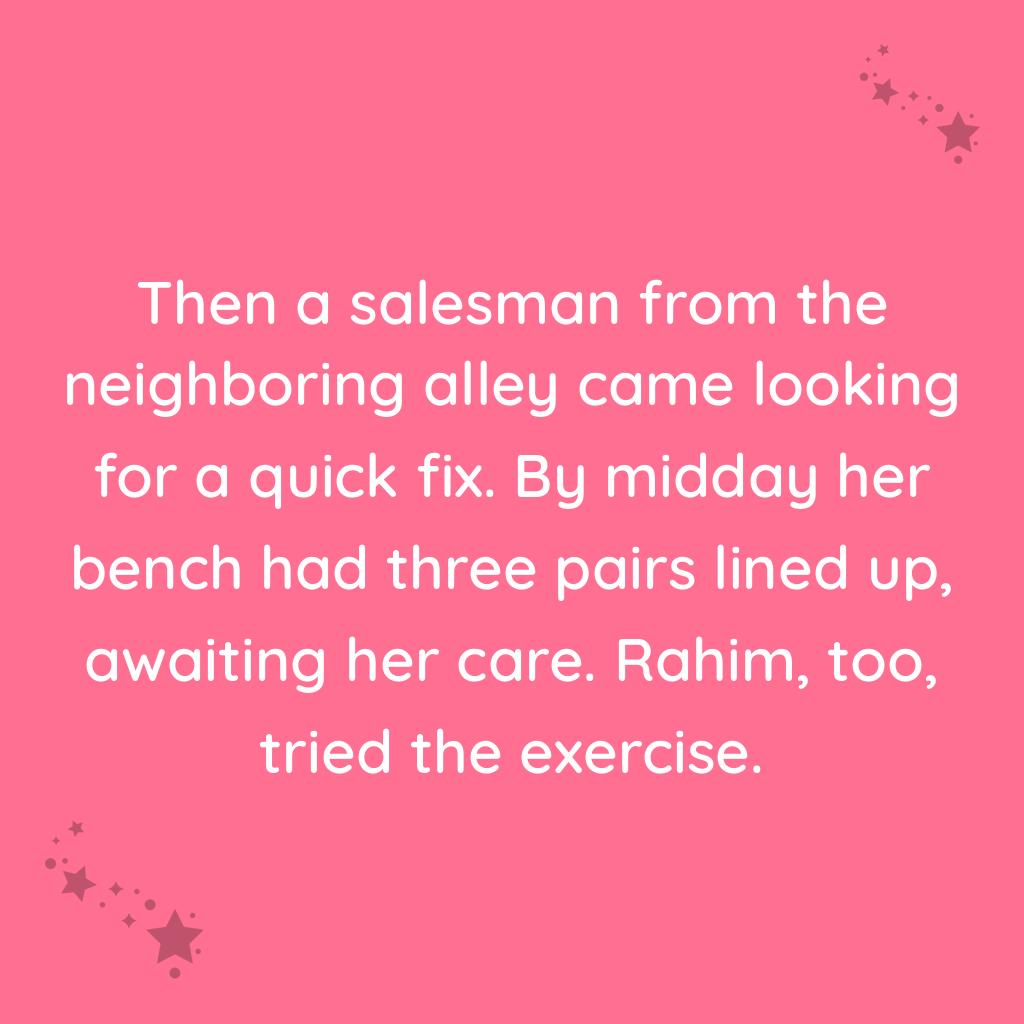 Then a salesman from the
neighboring alley came looking
for a quick fix. By midday her
bench had three pairs lined up,
awaiting her care. Rahim, too,
tried the exercise.